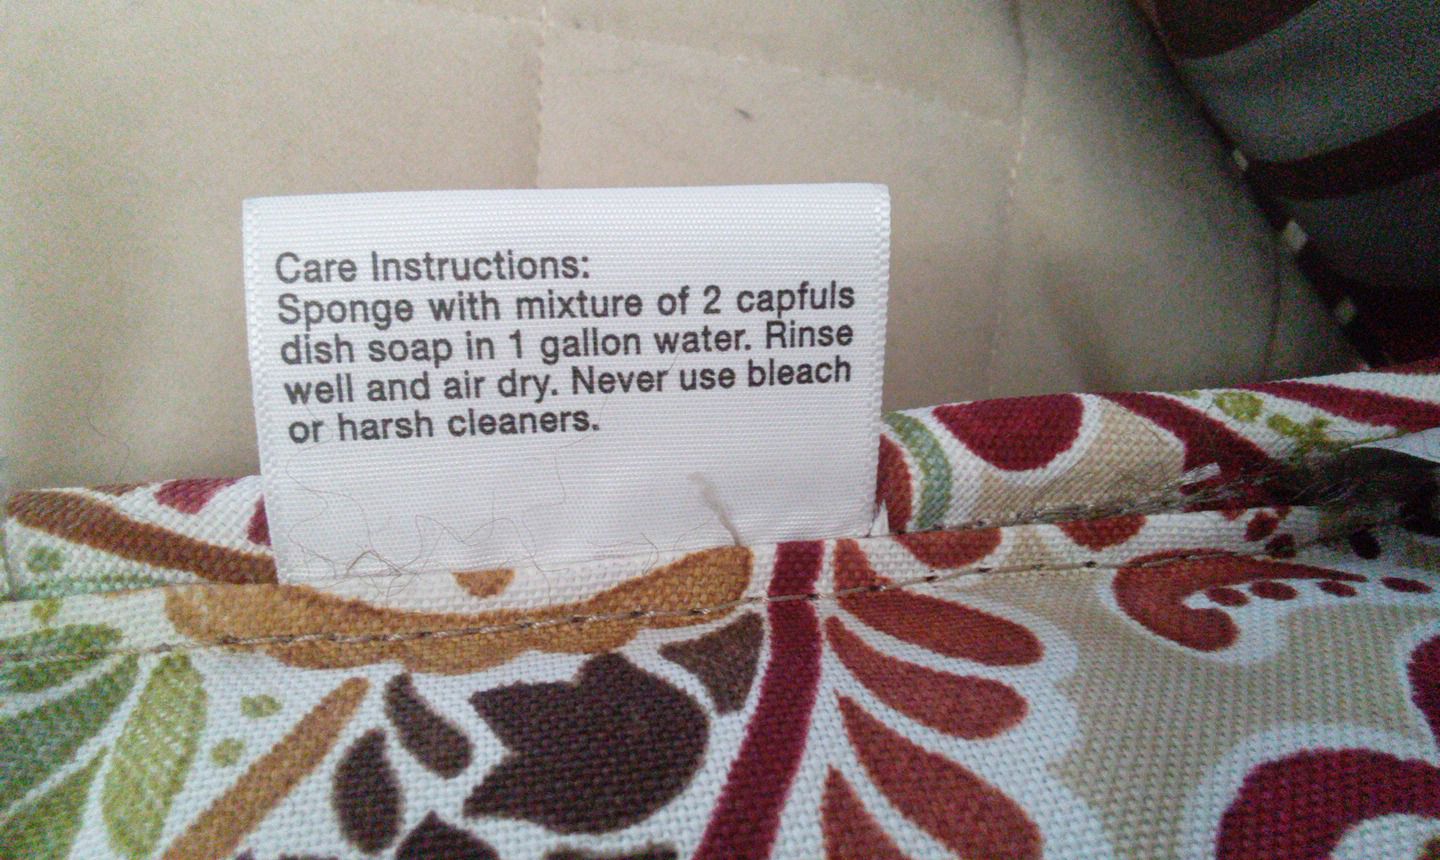 Care Instructions:
Sponge with mixture of 2 capfuls
dish soap in 1 gallon water. Rinse
well and air dry. Never use bleach
or harsh cleaners.